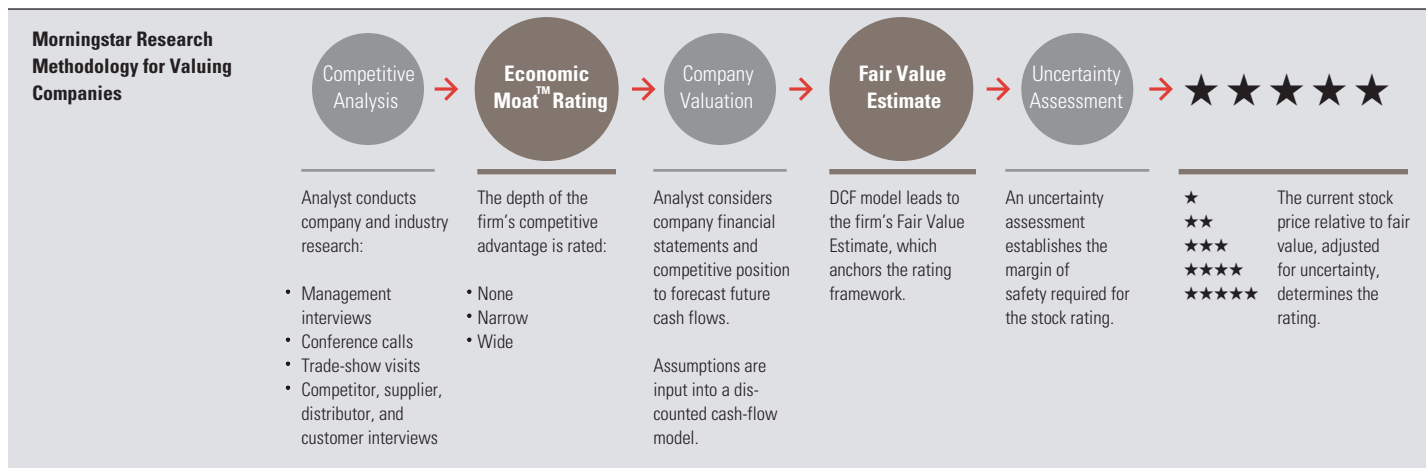 Morningstar Research
Methodology for Valuing
Companies
Competitive
Analysis
Economic
Moat™ Rating
Company
Valuation
Fair Value
Estimate
Uncertainty
Assessment
★★★★★
Analyst conducts
company and industry
research:
• Management
interviews
• Conference calls
• Trade-show visits
• Competitor, supplier,
distributor, and
customer interviews
The depth of the
firm's competitive
advantage is rated:
• None
• Narrow
• Wide
Analyst considers
company financial
statements and
competitive position
to forecast future
cash flows.
Assumptions are
input into a dis-
counted cash-flow
model.
DCF model leads to
the firm's Fair Value
Estimate, which
anchors the rating
framework.
An uncertainty
assessment
establishes the
margin of
safety required for
the stock rating.
★
★★
★★★
★★★★
★★★★★
The current stock
price relative to fair
value, adjusted
for uncertainty,
determines the
rating.